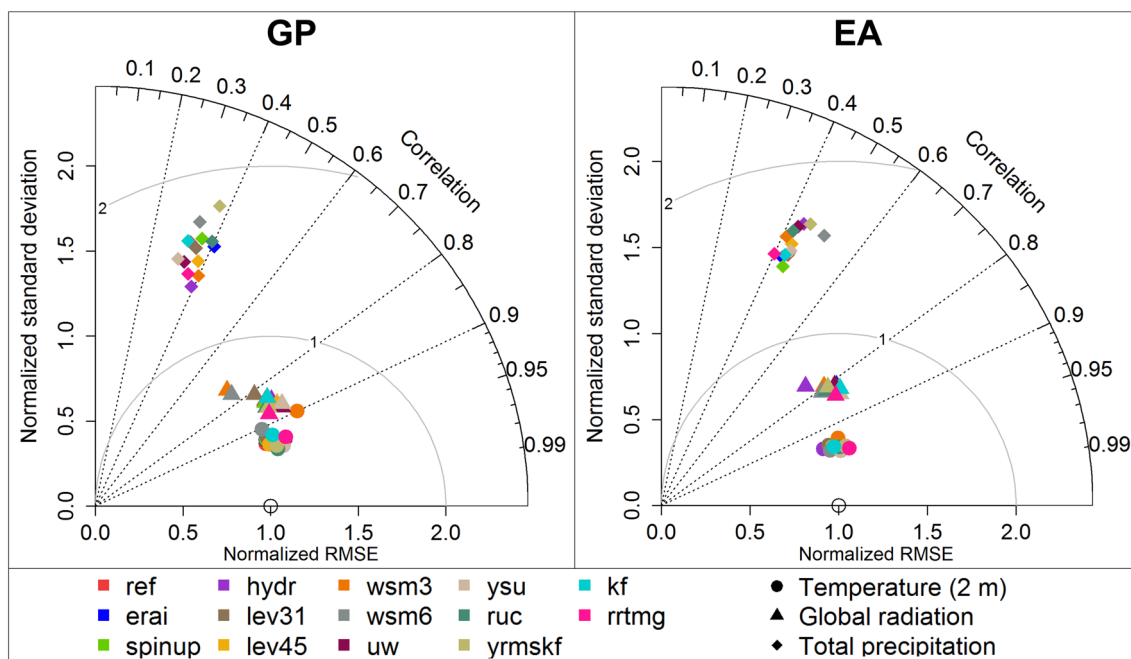 GP
EA
0.1
0.2
0.3
0.4
0.5
0.6
0.7
0.8
0.9
0.95
0.99
Correlation
Normalized standard deviation
2.0
1.5
1.0
0.5
0.0
2
1
0.0 0.5 1.0 1.5 2.0
Normalized RMSE
0.1
0.2
0.3
0.4
0.5
0.6
0.7
0.8
0.9
0.95
0.99
Correlation
Normalized standard deviation
2.0
1.5
1.0
0.5
0.0
2
1
0.0 0.5 1.0 1.5 2.0
Normalized RMSE
ref hydr wsm3 ysu kf Temperature (2 m)
erai lev31 wsm6 ruc rrtmg Global radiation
spinup lev45 uw yrmskf Total precipitation